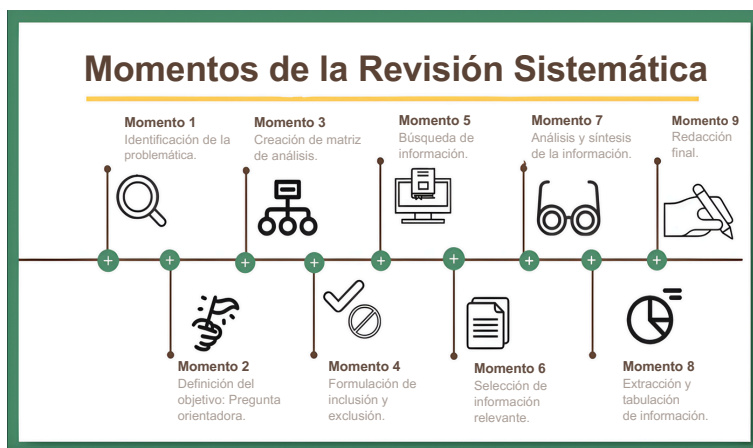 Momentos de la Revisión Sistemática
Momento 1
Identificación de la
problemática.
Momento 3
Creación de matriz
de análisis.
Momento 5
Búsqueda de
información.
Momento 7
Análisis y síntesis
de la información.
Momento 9
Redacción
final.
Momento 2
Definición del
objetivo: Pregunta
orientadora.
Momento 4
Formulación de
inclusión y
exclusión.
Momento 6
Selección de
información
relevante.
Momento 8
Extracción y
tabulación
de información.